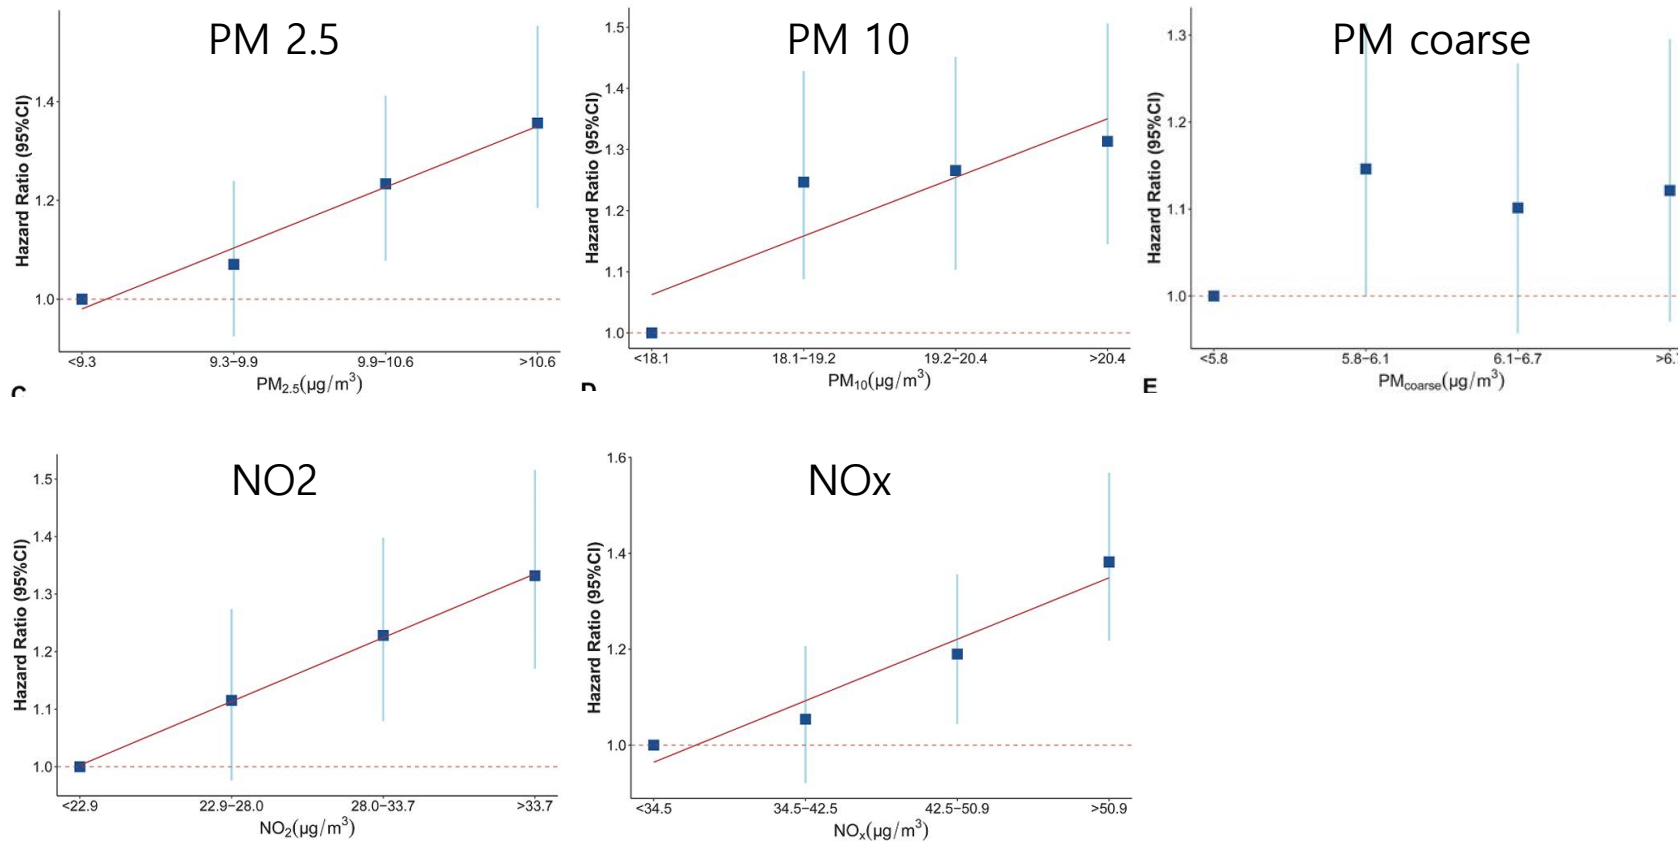 PM 2.5
Hazard Ratio (95%CI)
1.4
1.2
1.0
<9.3
9.3−9.9
9.9−10.6
>10.6
PM2.5(μg/m3)
C
PM 10
Hazard Ratio (95%CI)
1.5
1.4
1.3
1.2
1.1
1.0
<18.1
18.1−19.2
19.2−20.4
>20.4
PM10(μg/m3)
D
PM coarse
Hazard Ratio (95%CI)
1.3
1.2
1.1
1.0
<5.8
5.8−6.1
6.1−6.7
PMcoarse(μg/m3)
E
NO2
Hazard Ratio (95%CI)
1.5
1.4
1.3
1.2
1.1
1.0
<22.9
22.9−28.0
28.0−33.7
>33.7
NO2(μg/m3)
NOx
Hazard Ratio (95%CI)
1.6
1.4
1.2
1.0
<34.5
34.5−42.5
42.5−50.9
>50.9
NOx(μg/m3)